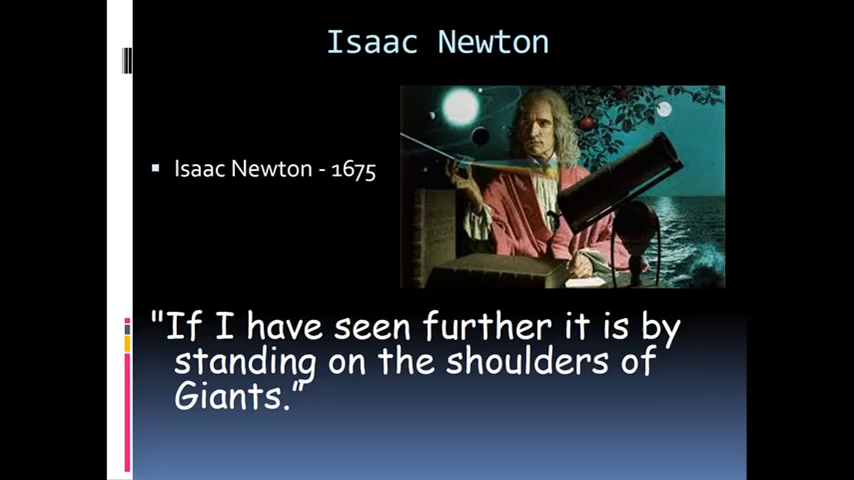 Isaac Newton
Isaac Newton - 1675
"If I have seen further it is by
standing on the shoulders of
Giants."